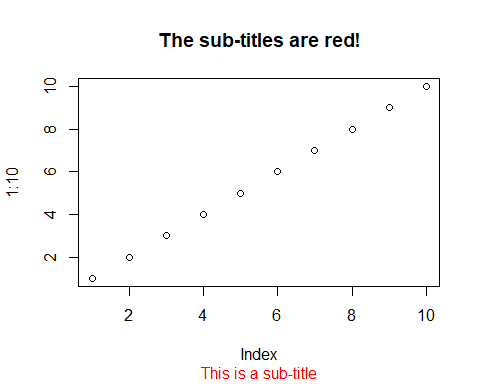 The sub-titles are red!
1:10
10
8
6
4
2
2 4 6 8 10
Index
This is a sub-title